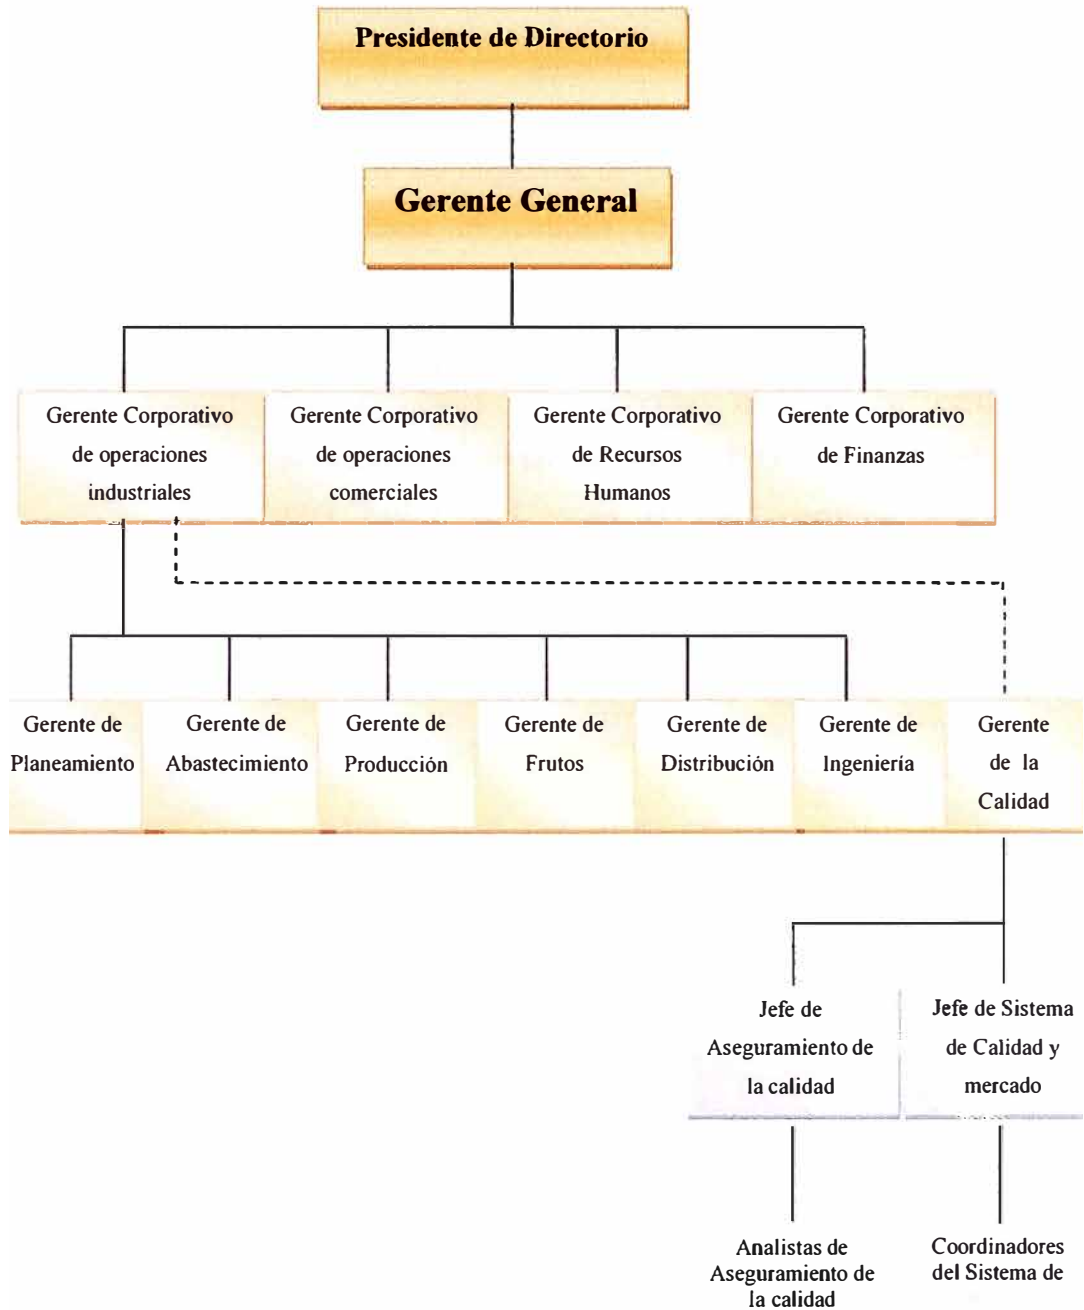 Presidente de Directorio
Gerente General
Gerente Corporativo
de operaciones
industriales
Gerente Corporativo
de operaciones
comerciales
Gerente Corporativo
de Recursos
Humanos
Gerente Corporativo
de Finanzas
Gerente de
Planeamiento
Gerente de
Abastecimiento
Gerente de
Producción
Gerente de
Frutos
Gerente de
Distribución
Gerente de
Ingeniería
Gerente
de la
Calidad
Jefe de
Aseguramiento de
la calidad
Jefe de Sistema
de Calidad y
mercado
Analistas de
Aseguramiento de
la calidad
Coordinadores
del Sistema de